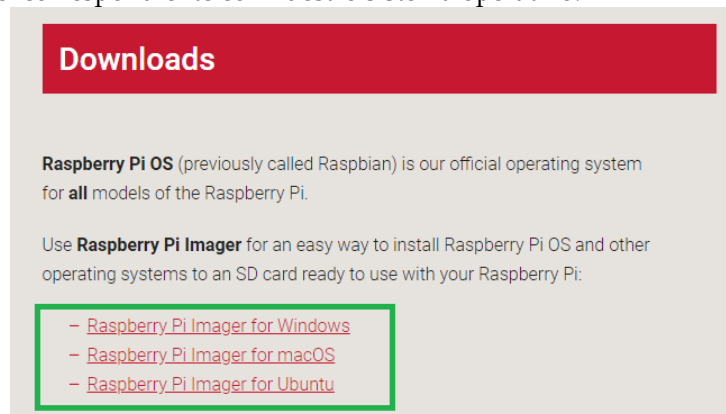 Downloads
Raspberry Pi OS (previously called Raspbian) is our official operating system
for all models of the Raspberry Pi.
Use Raspberry Pi Imager for an easy way to install Raspberry Pi OS and other
operating systems to an SD card ready to use with your Raspberry Pi:
– Raspberry Pi Imager for Windows
– Raspberry Pi Imager for macOS
– Raspberry Pi Imager for Ubuntu